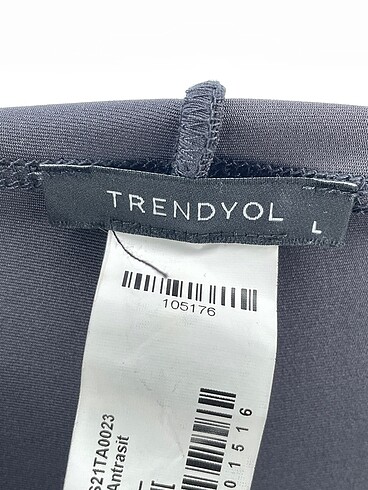 TRENDYOL L
105176
S21TA0023
Antrasit
01516